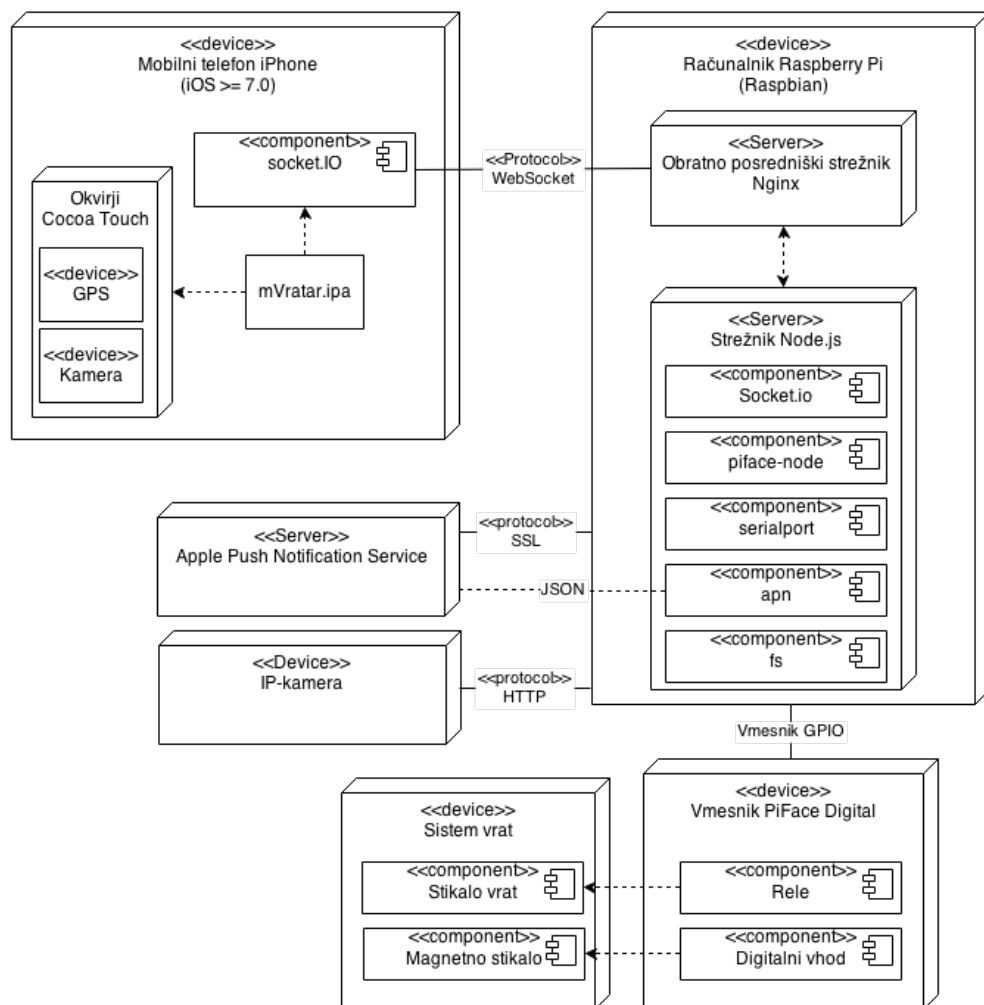 <<device>>
Mobilni telefon iPhone
(iOS >= 7.0)
<<component>>
socket.IO
Okvirji
Cocoa Touch
<<device>>
GPS
<<device>>
Kamera
mVratar.ipa
<<Protocol>>
WebSocket
<<device>>
Računalnik Raspberry Pi
(Raspbian)
<<Server>>
Obratno posredniški strežnik
Nginx
<<Server>>
Strežnik Node.js
<<component>>
Socket.io
<<component>>
piface-node
<<component>>
serialport
<<component>>
apn
<<component>>
fs
<<Server>>
Apple Push Notification Service
<<protocol>>
SSL
JSON
<<Device>>
IP-kamera
<<protocol>>
HTTP
Vmesnik GPIO
<<device>>
Sistem vrat
<<component>>
Stikalo vrat
<<component>>
Magnetno stikalo
<<device>>
Vmesnik PiFace Digital
<<component>>
Rele
<<component>>
Digitalni vhod